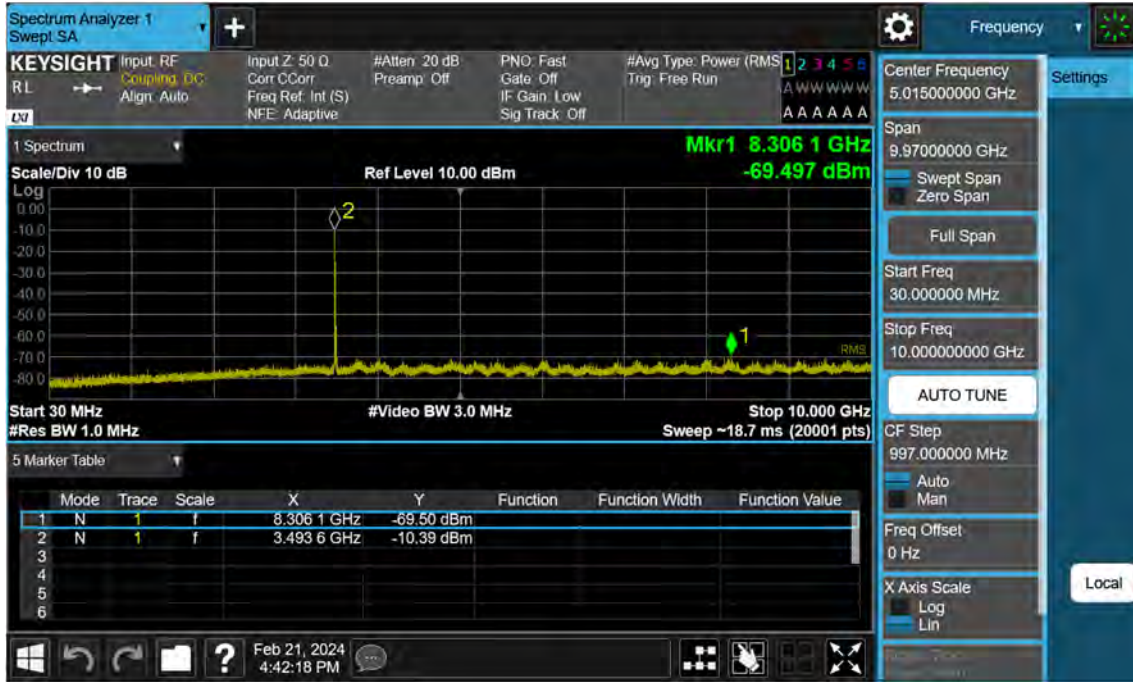 Spectrum Analyzer 1
Swept SA
Frequency
KEYSIGHT
RL
LXI
Input: RF
Coupling: DC
Align: Auto
Input Z: 50 Ω
Corr CCorr
Freq Ref: Int (S)
NFE: Adaptive
#Atten: 20 dB
Preamp: Off
PNO: Fast
Gate: Off
IF Gain: Low
Sig Track: Off
#Avg Type: Power (RMS
Trig: Free Run
1 2 3 4 5 6
A W W W W W
A A A A A A
1 Spectrum
Scale/Div 10 dB
Ref Level 10.00 dBm
Mkr1 8.306 1 GHz
-69.497 dBm
Log
0.00
-10.0
-20.0
-30.0
-40.0
-50.0
-60.0
-70.0
-80.0
2
1
RMS
Start 30 MHz
#Video BW 3.0 MHz
Stop 10.000 GHz
#Res BW 1.0 MHz
Sweep ~18.7 ms (20001 pts)
5 Marker Table
Mode Trace Scale X Y Function Function Width Function Value
1 N 1 f 8.306 1 GHz -69.50 dBm
2 N 1 f 3.493 6 GHz -10.39 dBm
3
4
5
6
?
Feb 21, 2024
4:42:18 PM
Center Frequency
5.015000000 GHz
Span
9.97000000 GHz
Swept Span
Zero Span
Full Span
Start Freq
30.000000 MHz
Stop Freq
10.000000000 GHz
AUTO TUNE
CF Step
997.000000 MHz
Auto
Man
Freq Offset
0 Hz
X Axis Scale
Log
Lin
Settings
Local